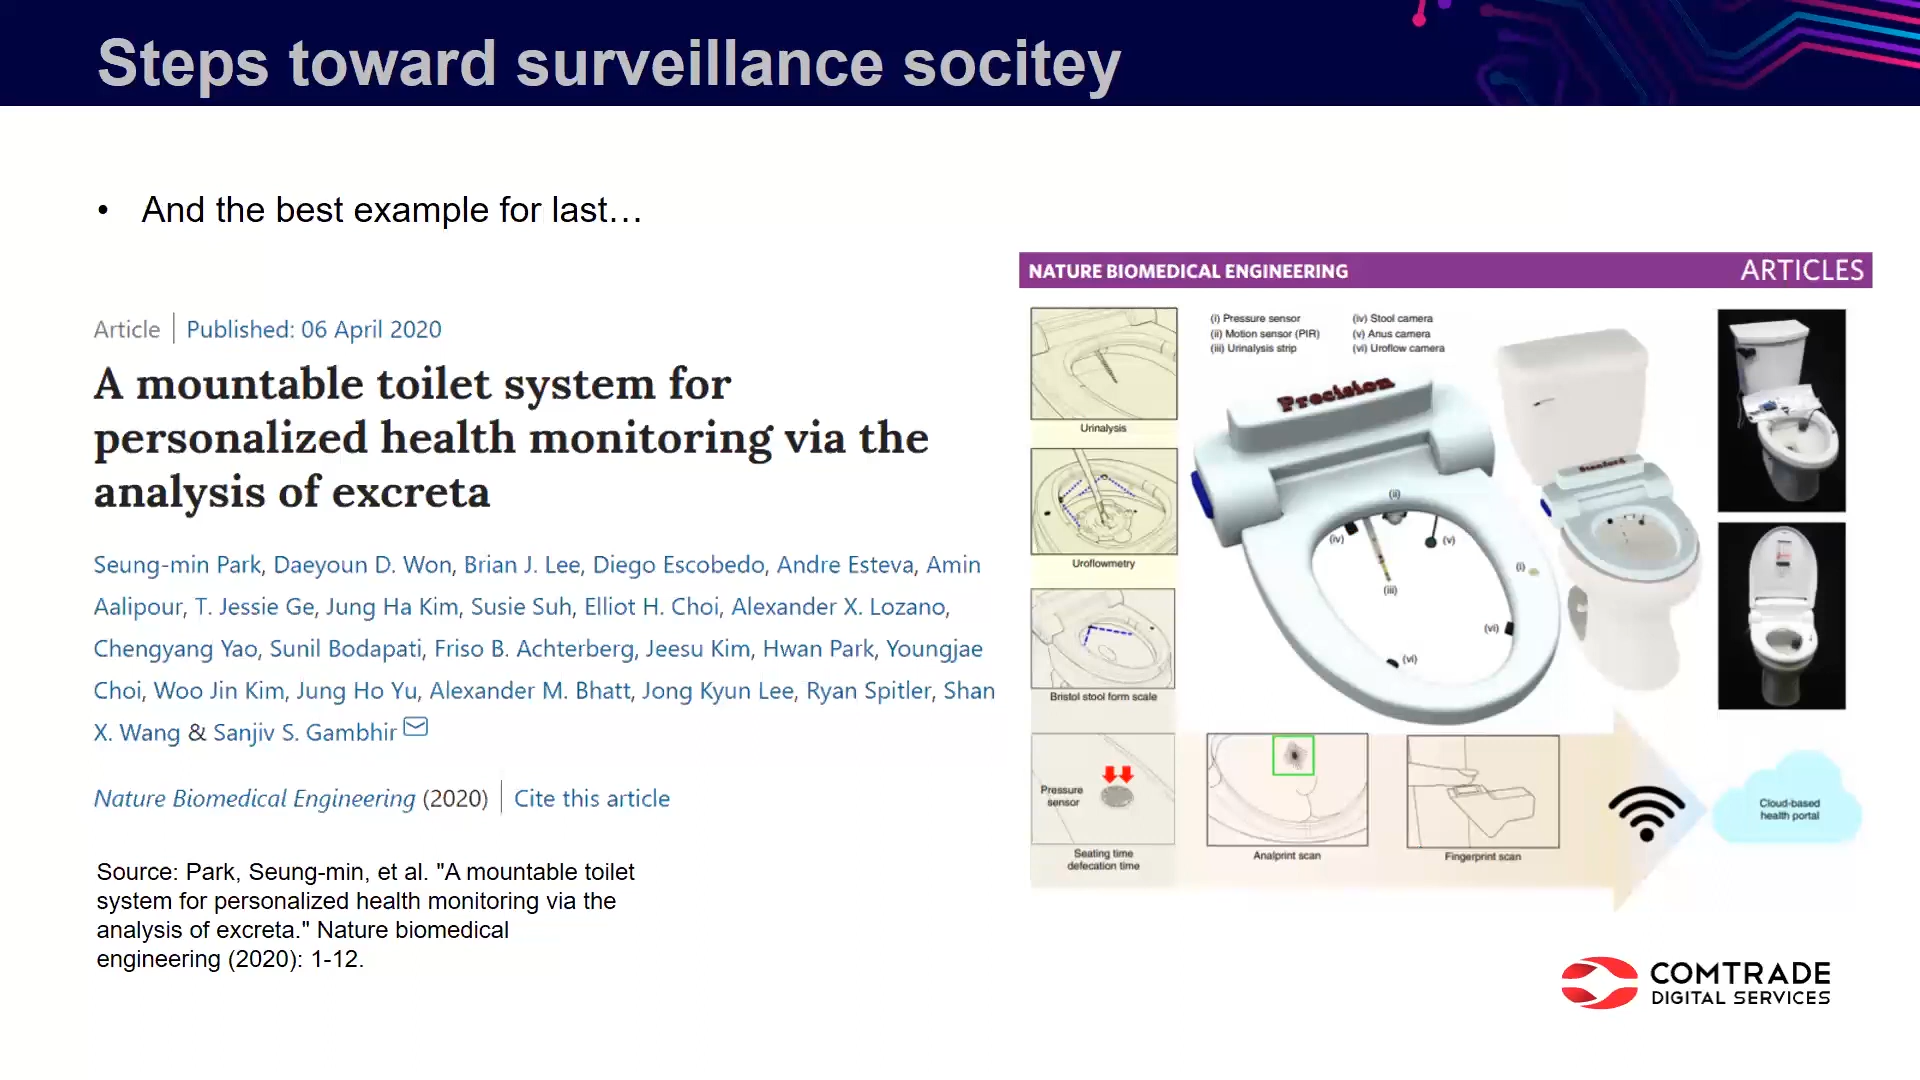 Steps toward surveillance socitey
• And the best example for last…
Article | Published: 06 April 2020
A mountable toilet system for
personalized health monitoring via the
analysis of excreta
Seung-min Park, Daeyoun D. Won, Brian J. Lee, Diego Escobedo, Andre Esteva, Amin
Aalipour, T. Jessie Ge, Jung Ha Kim, Susie Suh, Elliot H. Choi, Alexander X. Lozano,
Chengyang Yao, Sunil Bodapati, Friso B. Achterberg, Jeesu Kim, Hwan Park, Youngjae
Choi, Woo Jin Kim, Jung Ho Yu, Alexander M. Bhatt, Jong Kyun Lee, Ryan Spitler, Shan
X. Wang & Sanjiv S. Gambhir
Nature Biomedical Engineering (2020) | Cite this article
Source: Park, Seung-min, et al. "A mountable toilet
system for personalized health monitoring via the
analysis of excreta." Nature biomedical
engineering (2020): 1-12.
NATURE BIOMEDICAL ENGINEERING
ARTICLES
(i) Pressure sensor
(ii) Motion sensor (PIR)
(iii) Urinalysis strip
(iv) Stool camera
(v) Anus camera
(vi) Uroflow camera
Urinalysis
Uroflowmetry
Bristol stool form scale
Precision
Stanford
(ii)
(iv)
(v)
(iii)
(i)
(vi)
(vi)
Pressure
sensor
Seating time
defecation time
Analprint scan
Fingerprint scan
Cloud-based
health portal
COMTRADE
DIGITAL SERVICES